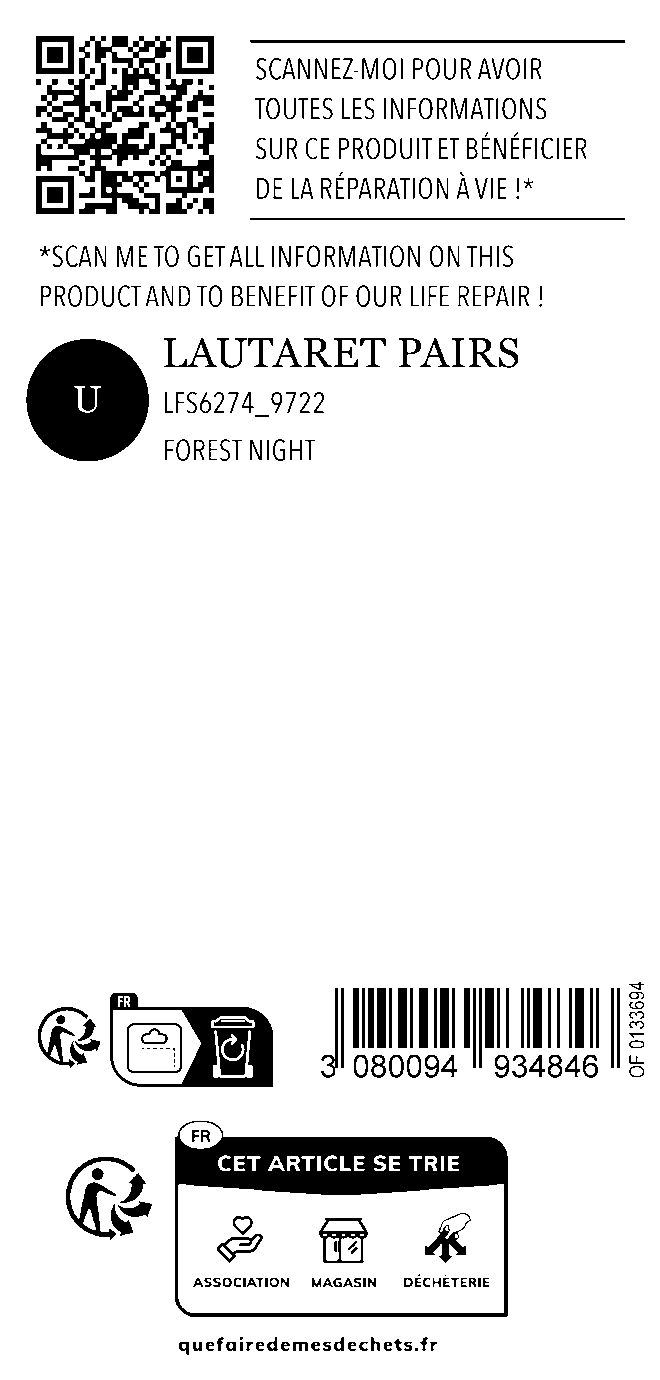 SCANNEZ-MOI POUR AVOIR
TOUTES LES INFORMATIONS
SUR CE PRODUIT ET BÉNÉFICIER
DE LA RÉPARATION À VIE !*
*SCAN ME TO GET ALL INFORMATION ON THIS
PRODUCT AND TO BENEFIT OF OUR LIFE REPAIR !
U
LAUTARET PAIRS
LFS6274_9722
FOREST NIGHT
FR
3 080094 934846
OF 0133694
FR
CET ARTICLE SE TRIE
ASSOCIATION MAGASIN DÉCHÈTERIE
quefairedemesdechets.fr